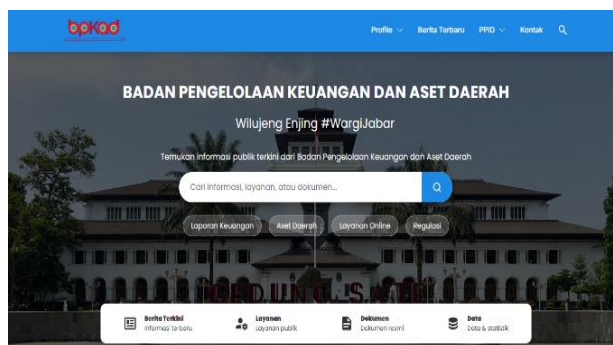 bpkad
Profile Berita Terbaru PPID Kontak
BADAN PENGELOLAAN KEUANGAN DAN ASET DAERAH
Wilujeng Enjing #WargiJabar
Temukan informasi publik terkini dari Badan Pengelolaan Keuangan dan Aset Daerah
Cari informasi, layanan, atau dokumen...
Laporan Keuangan Aset Daerah Layanan Online Regulasi
GEDUNG SATE
Berita Terkini Layanan Dokumen Data
Informasi terbaru Layanan publik Dokumen resmi Data & statistik